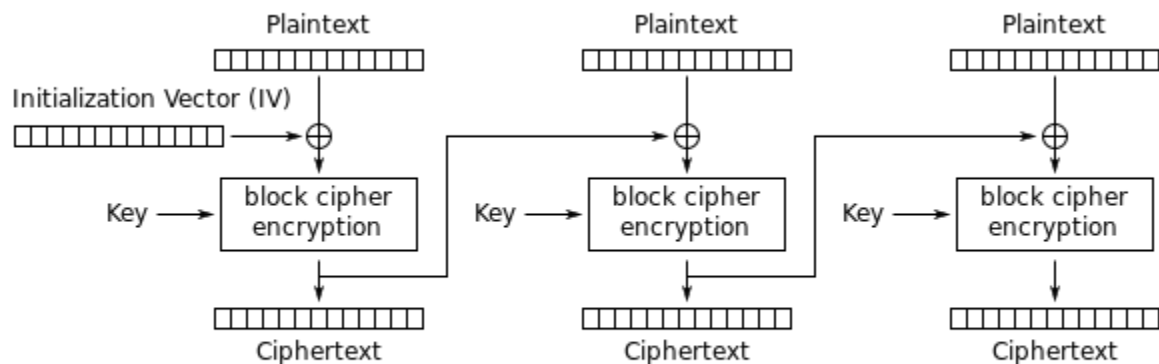 Plaintext
Plaintext
Plaintext
Initialization Vector (IV)
Key
block cipher
encryption
Key
block cipher
encryption
Key
block cipher
encryption
Ciphertext
Ciphertext
Ciphertext